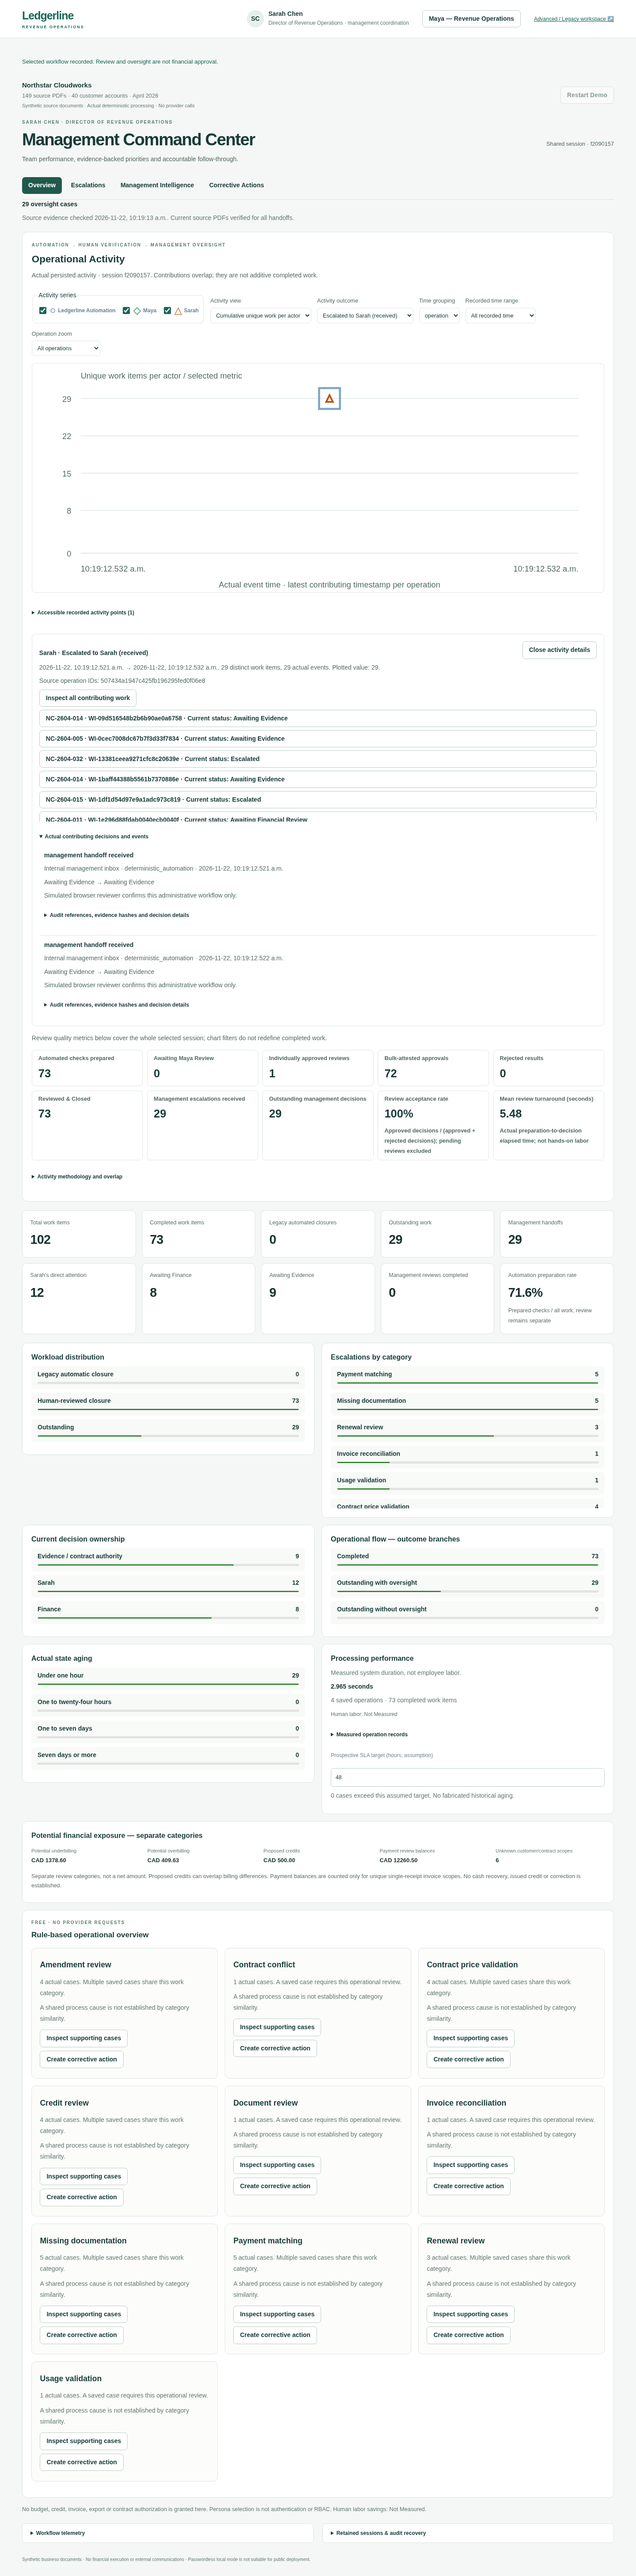 Ledgerline
REVENUE OPERATIONS
SC
Sarah Chen
Director of Revenue Operations · management coordination
Maya — Revenue Operations
Advanced / Legacy workspace
Selected workflow recorded. Review and oversight are not financial approval.
Northstar Cloudworks
149 source PDFs · 40 customer accounts · April 2026
Synthetic source documents · Actual deterministic processing · No provider calls
Restart Demo
SARAH CHEN · DIRECTOR OF REVENUE OPERATIONS
Management Command Center
Shared session · f2090157
Team performance, evidence-backed priorities and accountable follow-through.
Overview
Escalations
Management Intelligence
Corrective Actions
29 oversight cases
Source evidence checked 2026-11-22, 10:19:13 a.m.. Current source PDFs verified for all handoffs.
AUTOMATION → HUMAN VERIFICATION → MANAGEMENT OVERSIGHT
Operational Activity
Actual persisted activity · session f2090157. Contributions overlap; they are not additive completed work.
Activity series
Ledgerline Automation
Maya
Sarah
Activity view
Cumulative unique work per actor
Activity outcome
Escalated to Sarah (received)
Time grouping
operation
Recorded time range
All recorded time
Operation zoom
All operations
Unique work items per actor / selected metric
29
22
15
8
0
10:19:12.532 a.m.
10:19:12.532 a.m.
Actual event time · latest contributing timestamp per operation
Accessible recorded activity points (1)
Sarah · Escalated to Sarah (received)
Close activity details
2026-11-22, 10:19:12.521 a.m. → 2026-11-22, 10:19:12.532 a.m.. 29 distinct work items, 29 actual events. Plotted value: 29.
Source operation IDs: 507434a1947c425fb196295fed0f06e8
Inspect all contributing work
NC-2604-014 · WI-09d516548b2b6b90ae0a6758 · Current status: Awaiting Evidence
NC-2604-005 · WI-0cec7008dc67b7f3d33f7834 · Current status: Awaiting Evidence
NC-2604-032 · WI-13381ceea9271cfc8c20639e · Current status: Escalated
NC-2604-014 · WI-1baff44388b5561b7370886e · Current status: Awaiting Evidence
NC-2604-015 · WI-1df1d54d97e9a1adc973c819 · Current status: Escalated
NC-2604-011 · WI-1e296d88fdab0040ecb0040f · Current status: Awaiting Financial Review
Actual contributing decisions and events
management handoff received
Internal management inbox · deterministic_automation · 2026-11-22, 10:19:12.521 a.m.
Awaiting Evidence → Awaiting Evidence
Simulated browser reviewer confirms this administrative workflow only.
Audit references, evidence hashes and decision details
management handoff received
Internal management inbox · deterministic_automation · 2026-11-22, 10:19:12.522 a.m.
Awaiting Evidence → Awaiting Evidence
Simulated browser reviewer confirms this administrative workflow only.
Audit references, evidence hashes and decision details
Review quality metrics below cover the whole selected session; chart filters do not redefine completed work.
Automated checks prepared
73
Awaiting Maya Review
0
Individually approved reviews
1
Bulk-attested approvals
72
Rejected results
0
Reviewed & Closed
73
Management escalations received
29
Outstanding management decisions
29
Review acceptance rate
100%
Approved decisions / (approved + rejected decisions); pending reviews excluded
Mean review turnaround (seconds)
5.48
Actual preparation-to-decision elapsed time; not hands-on labor
Activity methodology and overlap
Total work items
102
Completed work items
73
Legacy automated closures
0
Outstanding work
29
Management handoffs
29
Sarah's direct attention
12
Awaiting Finance
8
Awaiting Evidence
9
Management reviews completed
0
Automation preparation rate
71.6%
Prepared checks / all work; review remains separate
Workload distribution
Legacy automatic closure 0
Human-reviewed closure 73
Outstanding 29
Escalations by category
Payment matching 5
Missing documentation 5
Renewal review 3
Invoice reconciliation 1
Usage validation 1
Contract price validation 4
Current decision ownership
Evidence / contract authority 9
Sarah 12
Finance 8
Operational flow — outcome branches
Completed 73
Outstanding with oversight 29
Outstanding without oversight 0
Actual state aging
Under one hour 29
One to twenty-four hours 0
One to seven days 0
Seven days or more 0
Processing performance
Measured system duration, not employee labor.
2.965 seconds
4 saved operations · 73 completed work items
Human labor: Not Measured
Measured operation records
Prospective SLA target (hours; assumption)
48
0 cases exceed this assumed target. No fabricated historical aging.
Potential financial exposure — separate categories
Potential underbilling
CAD 1378.60
Potential overbilling
CAD 409.63
Proposed credits
CAD 500.00
Payment review balances
CAD 12260.50
Unknown customer/contract scopes
6
Separate review categories, not a net amount. Proposed credits can overlap billing differences. Payment balances are counted only for unique single-receipt invoice scopes. No cash recovery, issued credit or correction is
established.
FREE · NO PROVIDER REQUESTS
Rule-based operational overview
Amendment review
4 actual cases. Multiple saved cases share this work
category.
A shared process cause is not established by category
similarity.
Inspect supporting cases
Create corrective action
Contract conflict
1 actual cases. A saved case requires this operational review.
A shared process cause is not established by category
similarity.
Inspect supporting cases
Create corrective action
Contract price validation
4 actual cases. Multiple saved cases share this work
category.
A shared process cause is not established by category
similarity.
Inspect supporting cases
Create corrective action
Credit review
4 actual cases. Multiple saved cases share this work
category.
A shared process cause is not established by category
similarity.
Inspect supporting cases
Create corrective action
Document review
1 actual cases. A saved case requires this operational review.
A shared process cause is not established by category
similarity.
Inspect supporting cases
Create corrective action
Invoice reconciliation
1 actual cases. A saved case requires this operational review.
A shared process cause is not established by category
similarity.
Inspect supporting cases
Create corrective action
Missing documentation
5 actual cases. Multiple saved cases share this work
category.
A shared process cause is not established by category
similarity.
Inspect supporting cases
Create corrective action
Payment matching
5 actual cases. Multiple saved cases share this work
category.
A shared process cause is not established by category
similarity.
Inspect supporting cases
Create corrective action
Renewal review
3 actual cases. Multiple saved cases share this work
category.
A shared process cause is not established by category
similarity.
Inspect supporting cases
Create corrective action
Usage validation
1 actual cases. A saved case requires this operational review.
A shared process cause is not established by category
similarity.
Inspect supporting cases
Create corrective action
No budget, credit, invoice, export or contract authorization is granted here. Persona selection is not authentication or RBAC. Human labor savings: Not Measured.
Workflow telemetry
Retained sessions & audit recovery
Synthetic business documents · No financial execution or external communications · Passwordless local mode is not suitable for public deployment.